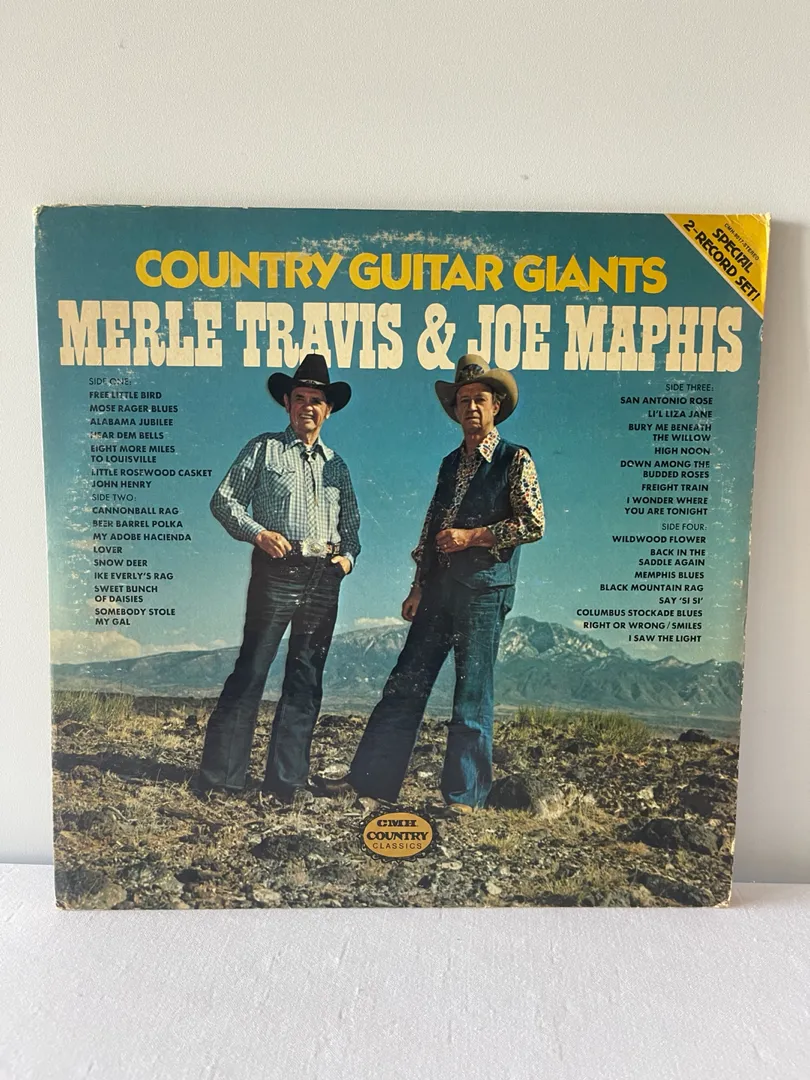 CMH-9017-STEREO
SPECIAL
2-RECORD SET!
COUNTRY GUITAR GIANTS
MERLE TRAVIS & JOE MAPHIS
SIDE ONE:
FREE LITTLE BIRD
MOSE RAGER BLUES
ALABAMA JUBILEE
HEAR DEM BELLS
EIGHT MORE MILES
TO LOUISVILLE
LITTLE ROSEWOOD CASKET
JOHN HENRY
SIDE TWO:
CANNONBALL RAG
BEER BARREL POLKA
MY ADOBE HACIENDA
LOVER
SNOW DEER
IKE EVERLY'S RAG
SWEET BUNCH
OF DAISIES
SOMEBODY STOLE
MY GAL
SIDE THREE:
SAN ANTONIO ROSE
LI'L LIZA JANE
BURY ME BENEATH
THE WILLOW
HIGH NOON
DOWN AMONG THE
BUDDED ROSES
FREIGHT TRAIN
I WONDER WHERE
YOU ARE TONIGHT
SIDE FOUR:
WILDWOOD FLOWER
BACK IN THE
SADDLE AGAIN
MEMPHIS BLUES
BLACK MOUNTAIN RAG
SAY 'SI SI'
COLUMBUS STOCKADE BLUES
RIGHT OR WRONG/SMILES
I SAW THE LIGHT
CMH
COUNTRY
CLASSICS